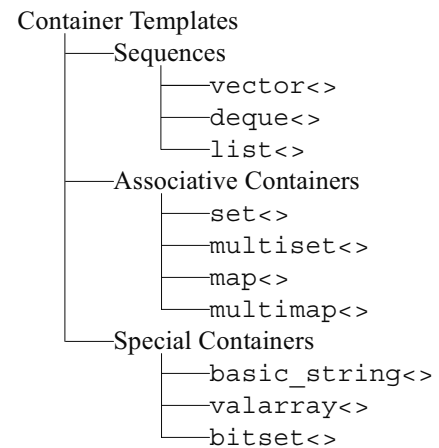 Container Templates
Sequences
vector<>
deque<>
list<>
Associative Containers
set<>
multiset<>
map<>
multimap<>
Special Containers
basic_string<>
valarray<>
bitset<>